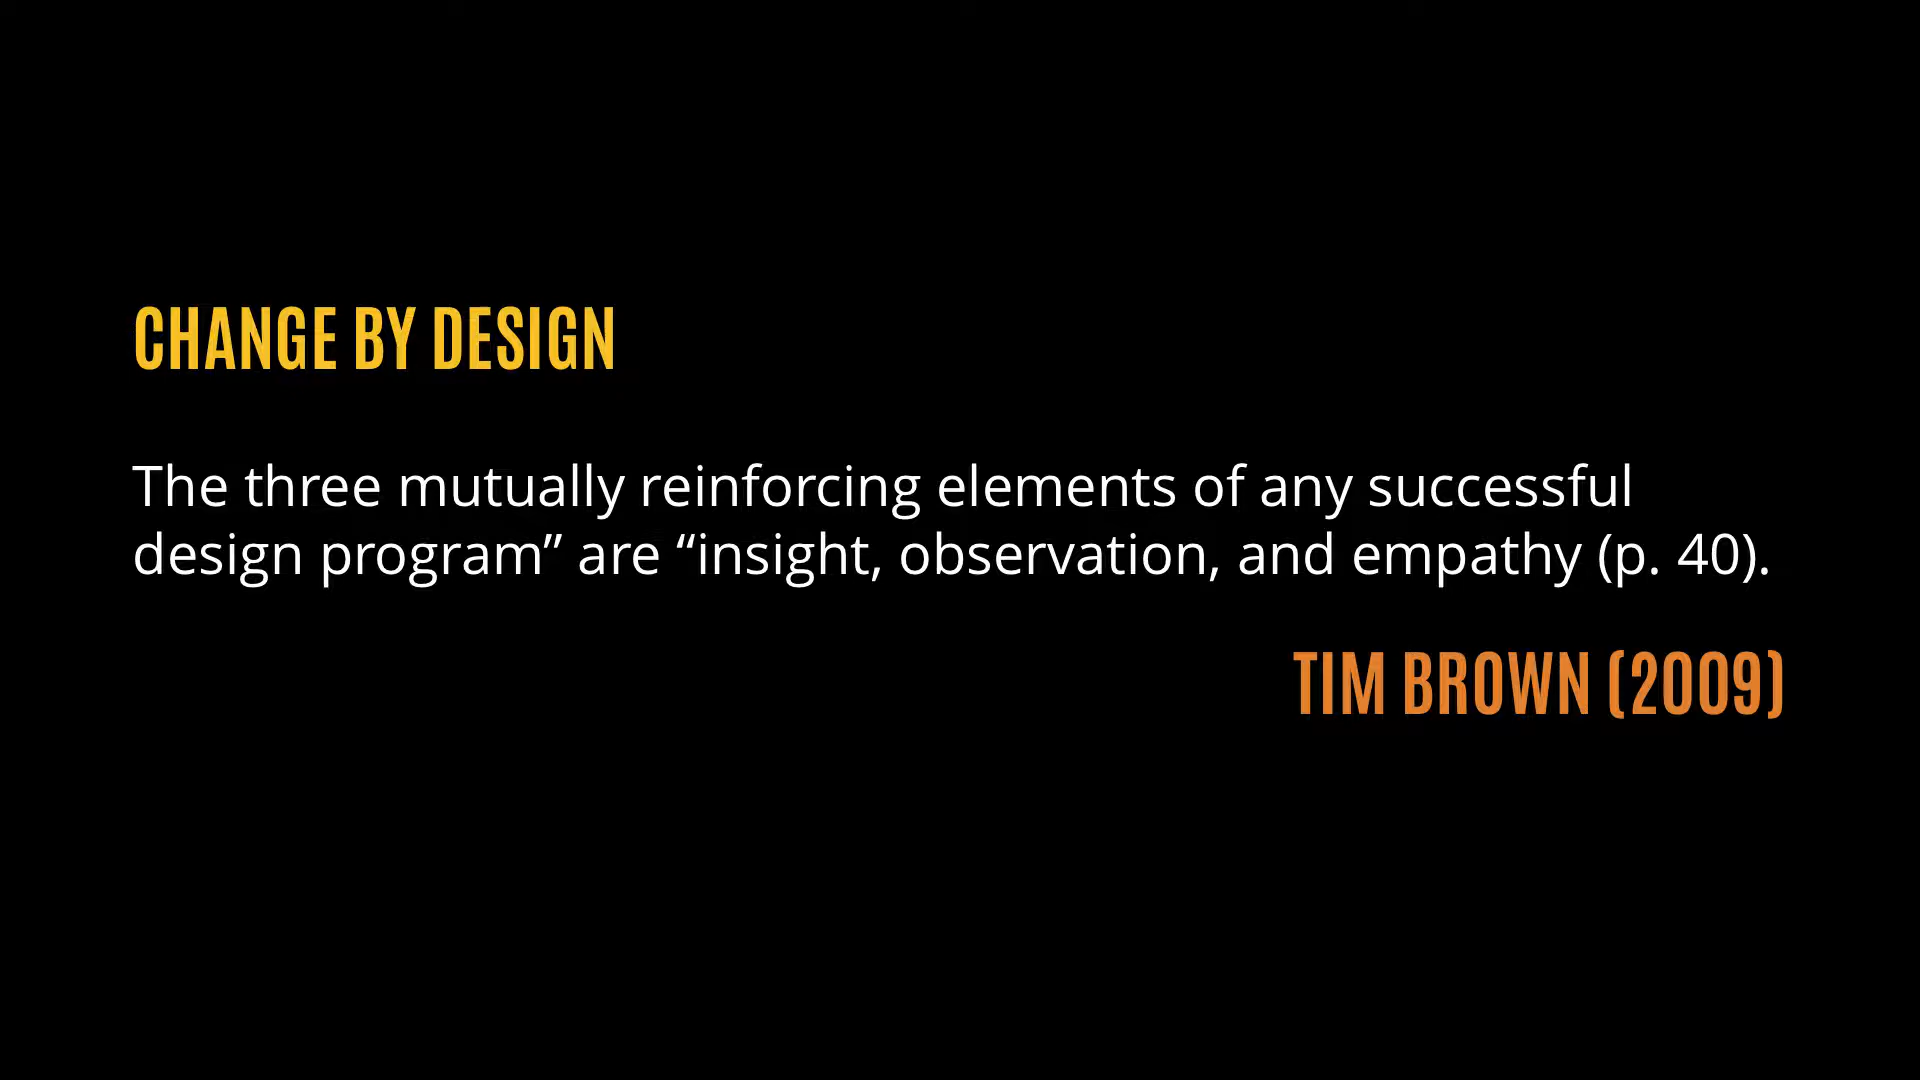 CHANGE BY DESIGN
The three mutually reinforcing elements of any successful
design program” are “insight, observation, and empathy (p. 40).
TIM BROWN (2009)